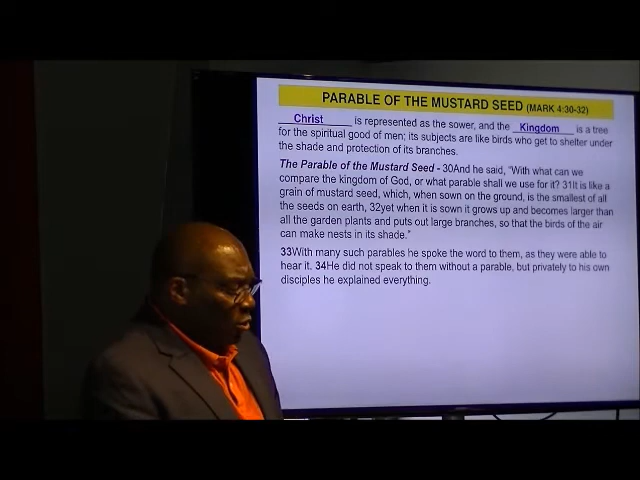 PARABLE OF THE MUSTARD SEED (MARK 4:30-32)
Christ is represented as the sower, and the Kingdom is a tree
for the spiritual good of men; its subjects are like birds who get to shelter under
the shade and protection of its branches.
The Parable of the Mustard Seed - 30And he said, "With what can we
compare the kingdom of God, or what parable shall we use for it? 31It is like a
grain of mustard seed, which, when sown on the ground, is the smallest of all
the seeds on earth, 32yet when it is sown it grows up and becomes larger than
all the garden plants and puts out large branches, so that the birds of the air
can make nests in its shade."
33With many such parables he spoke the word to them, as they were able to
hear it. 34He did not speak to them without a parable, but privately to his own
disciples he explained everything.